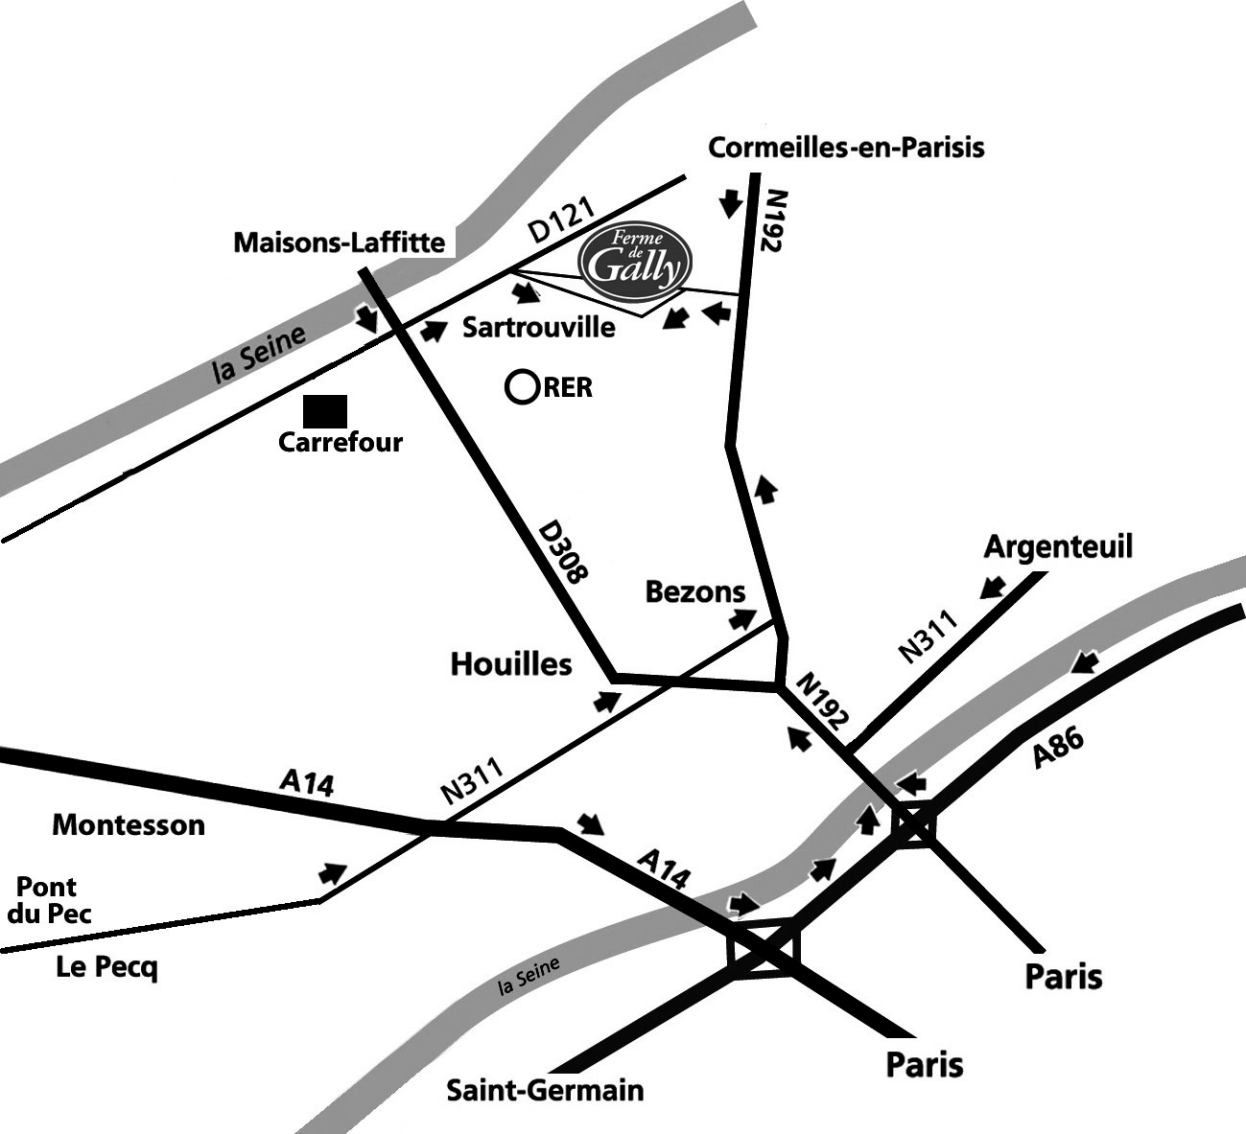 Cormeilles-en-Parisis
N192
D121
Maisons-Laffitte
Ferme
de
Gally
la Seine
Sartrouville
RER
Carrefour
D308
Argenteuil
Bezons
N311
Houilles
N192
A86
N311
A14
Montesson
A14
Pont
du Pec
Le Pecq
la Seine
Paris
Paris
Saint-Germain